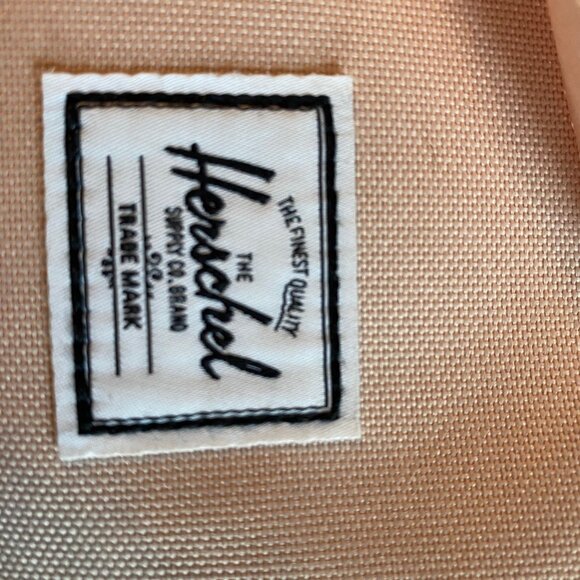 THE FINEST QUALITY
THE
Herschel
SUPPLY CO. BRAND
TRADE MARK